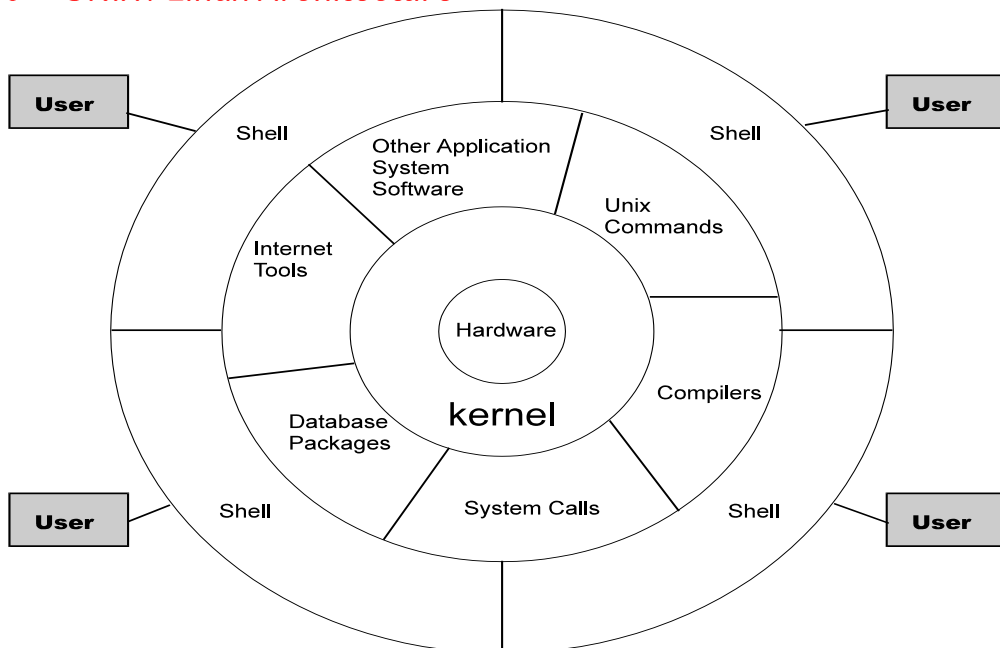 User
User
Shell
Shell
Other Application
System
Software
Unix
Commands
Internet
Tools
Hardware
Compilers
kernel
Database
Packages
System Calls
Shell
Shell
User
User